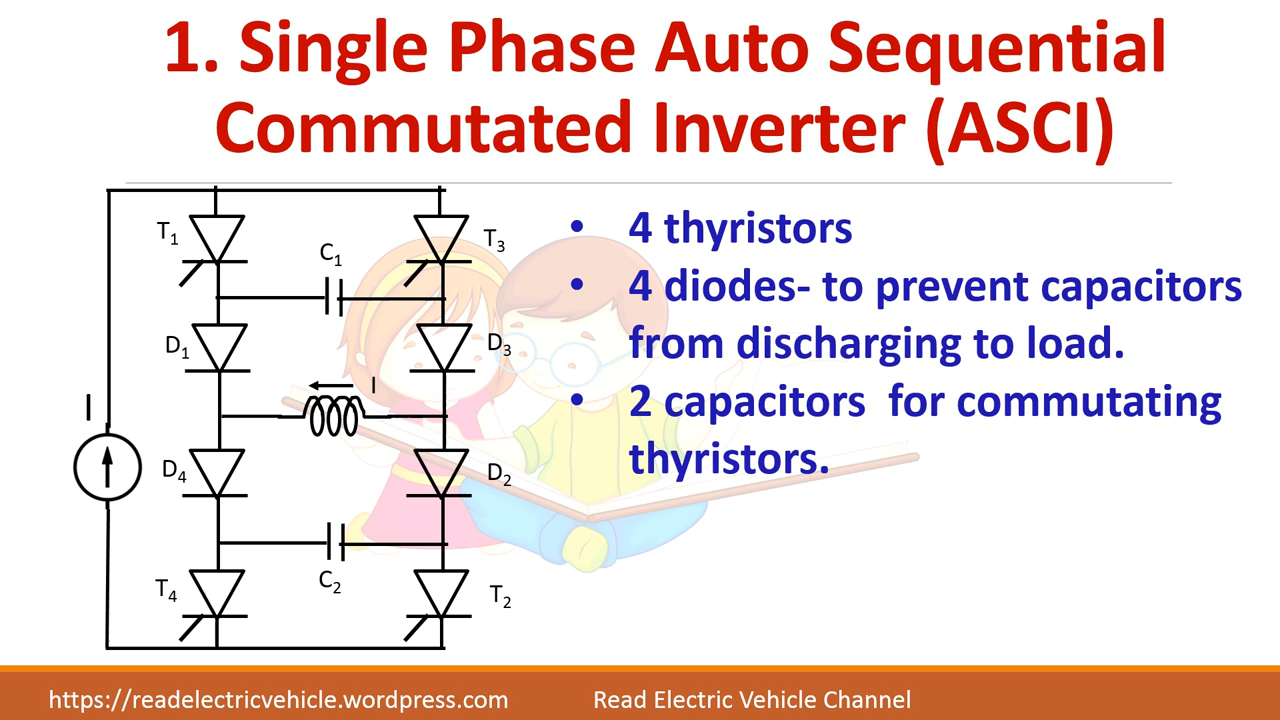 1. Single Phase Auto Sequential
Commutated Inverter (ASCI)
T1
T3
C1
D1
D3
I
I
D4
D2
C2
T4
T2
• 4 thyristors
• 4 diodes- to prevent capacitors
from discharging to load.
• 2 capacitors for commutating
thyristors.
https://readelectricvehicle.wordpress.com
Read Electric Vehicle Channel